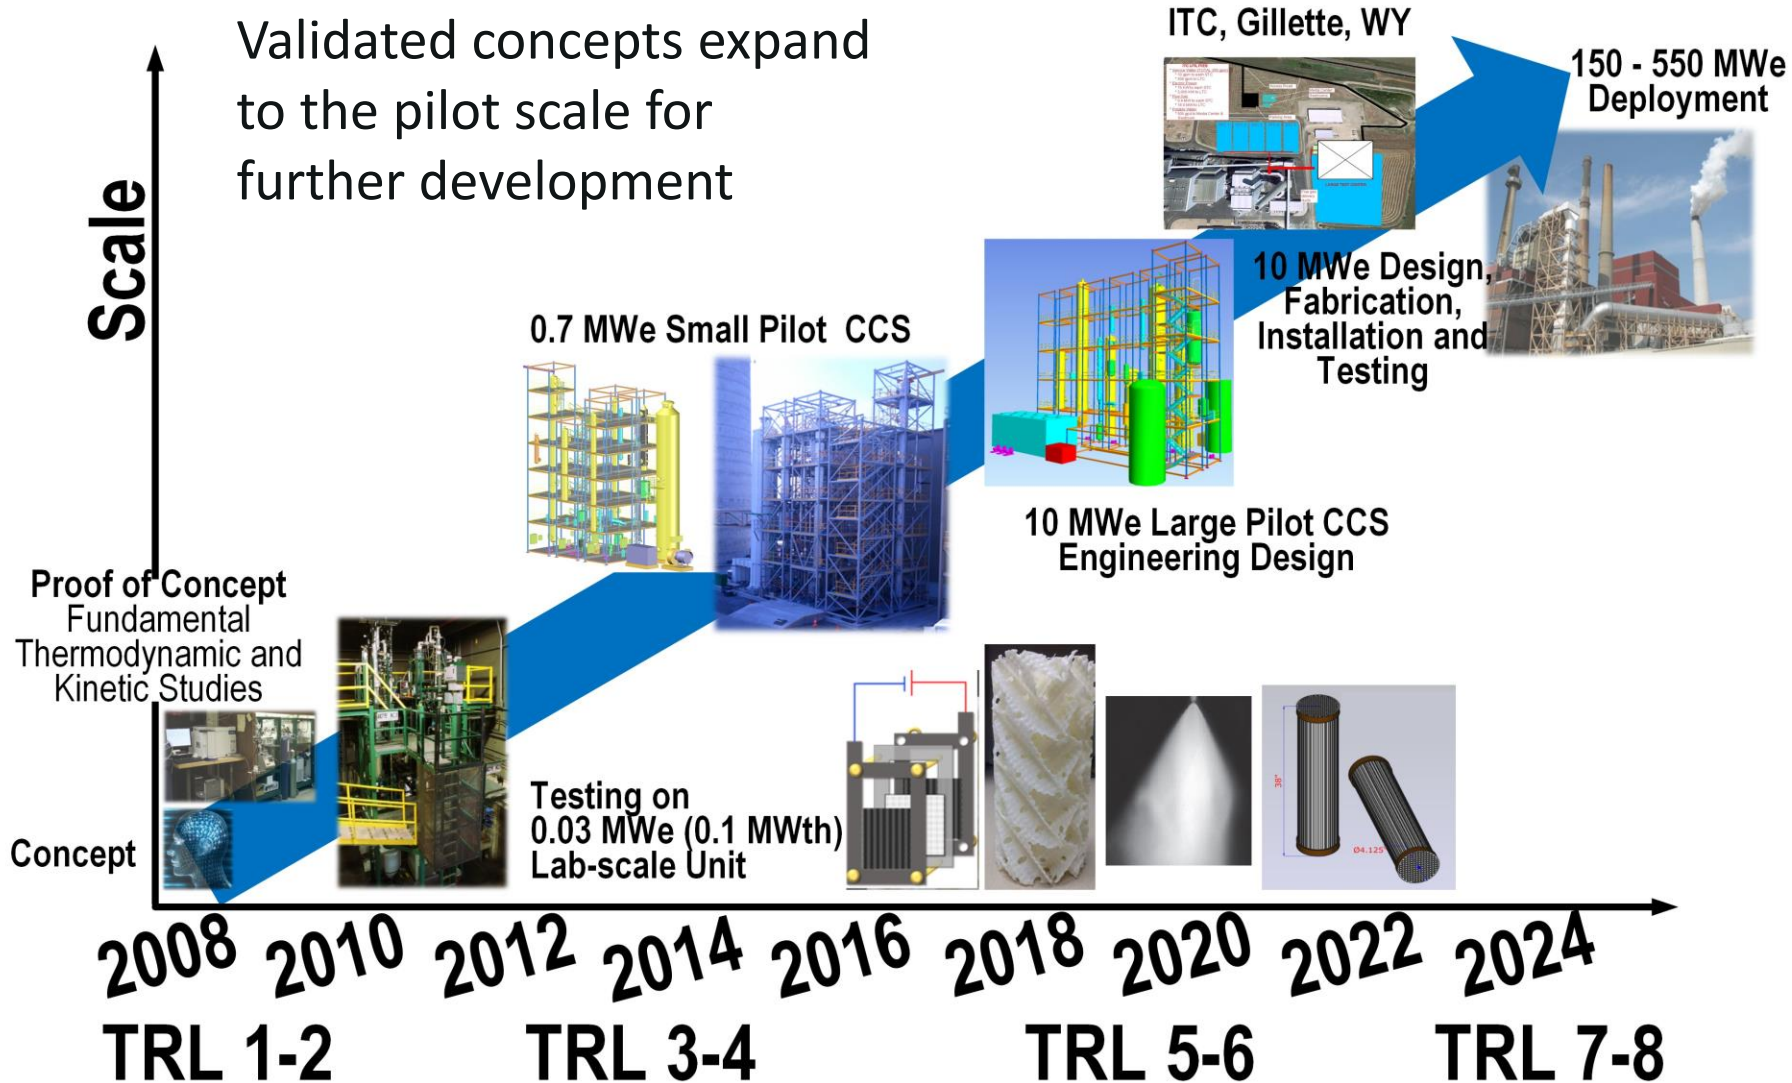 Validated concepts expand
to the pilot scale for
further development
ITC, Gillette, WY
150 - 550 MWe
Deployment
Scale
0.7 MWe Small Pilot CCS
10 MWe Design,
Fabrication,
Installation and
Testing
10 MWe Large Pilot CCS
Engineering Design
Proof of Concept
Fundamental
Thermodynamic and
Kinetic Studies
Concept
Testing on
0.03 MWe (0.1 MWth)
Lab-scale Unit
38"
Ø4.125
2008 2010 2012 2014 2016 2018 2020 2022 2024
TRL 1-2 TRL 3-4 TRL 5-6 TRL 7-8